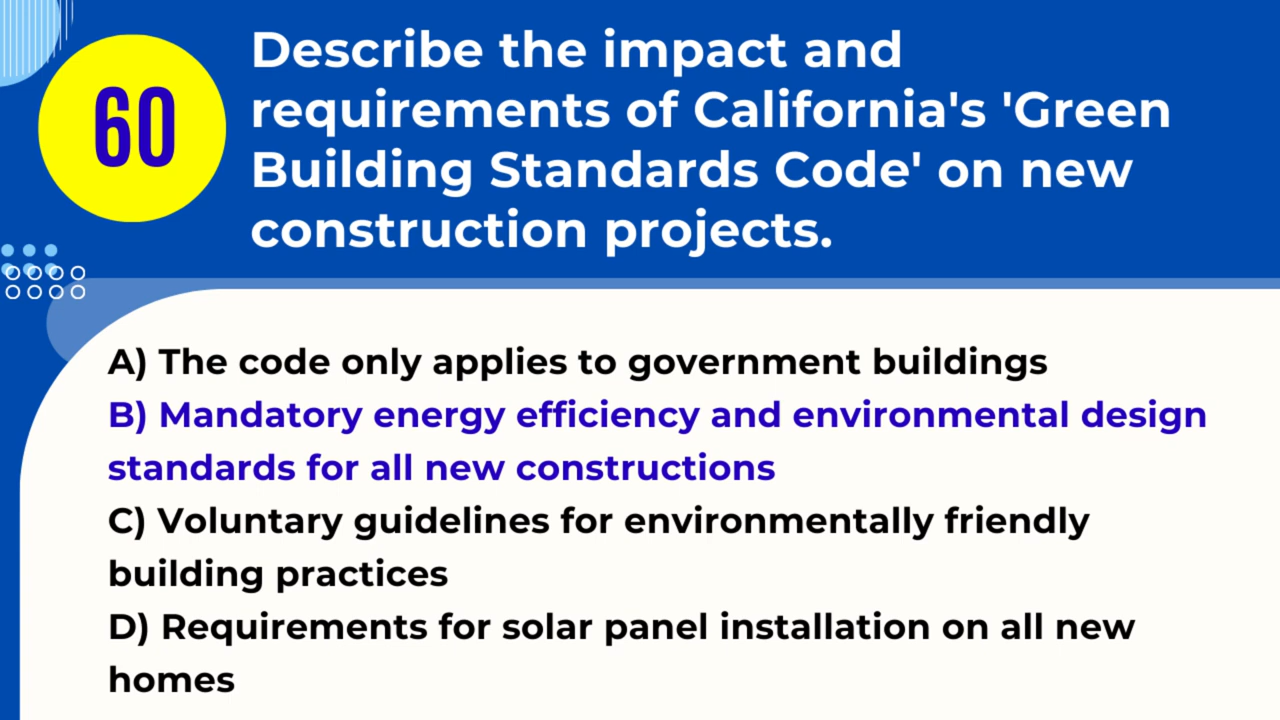 60
Describe the impact and
requirements of California's 'Green
Building Standards Code' on new
construction projects.
A) The code only applies to government buildings
B) Mandatory energy efficiency and environmental design
standards for all new constructions
C) Voluntary guidelines for environmentally friendly
building practices
D) Requirements for solar panel installation on all new
homes